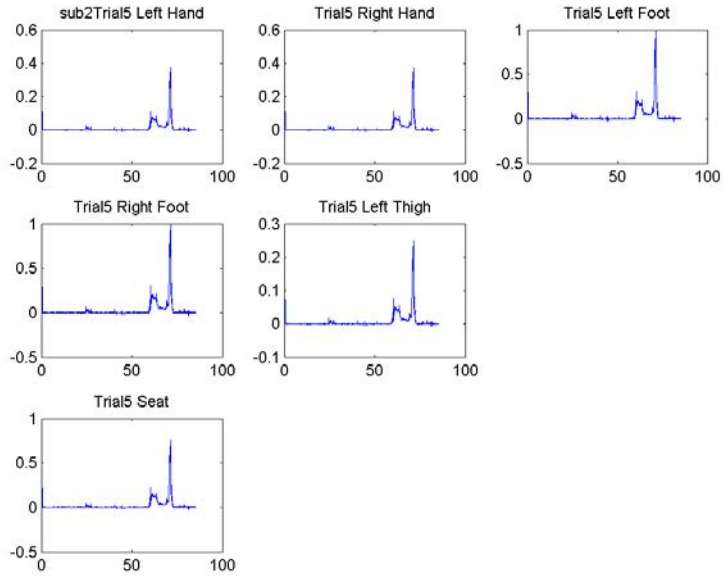 sub2Trial5 Left Hand
0.6
0.4
0.2
0
-0.2
0 50 100
Trial5 Right Hand
0.6
0.4
0.2
0
-0.2
0 50 100
Trial5 Left Foot
1
0.5
0
-0.5
0 50 100
Trial5 Right Foot
1
0.5
0
-0.5
0 50 100
Trial5 Left Thigh
0.3
0.2
0.1
0
-0.1
0 50 100
Trial5 Seat
1
0.5
0
-0.5
0 50 100